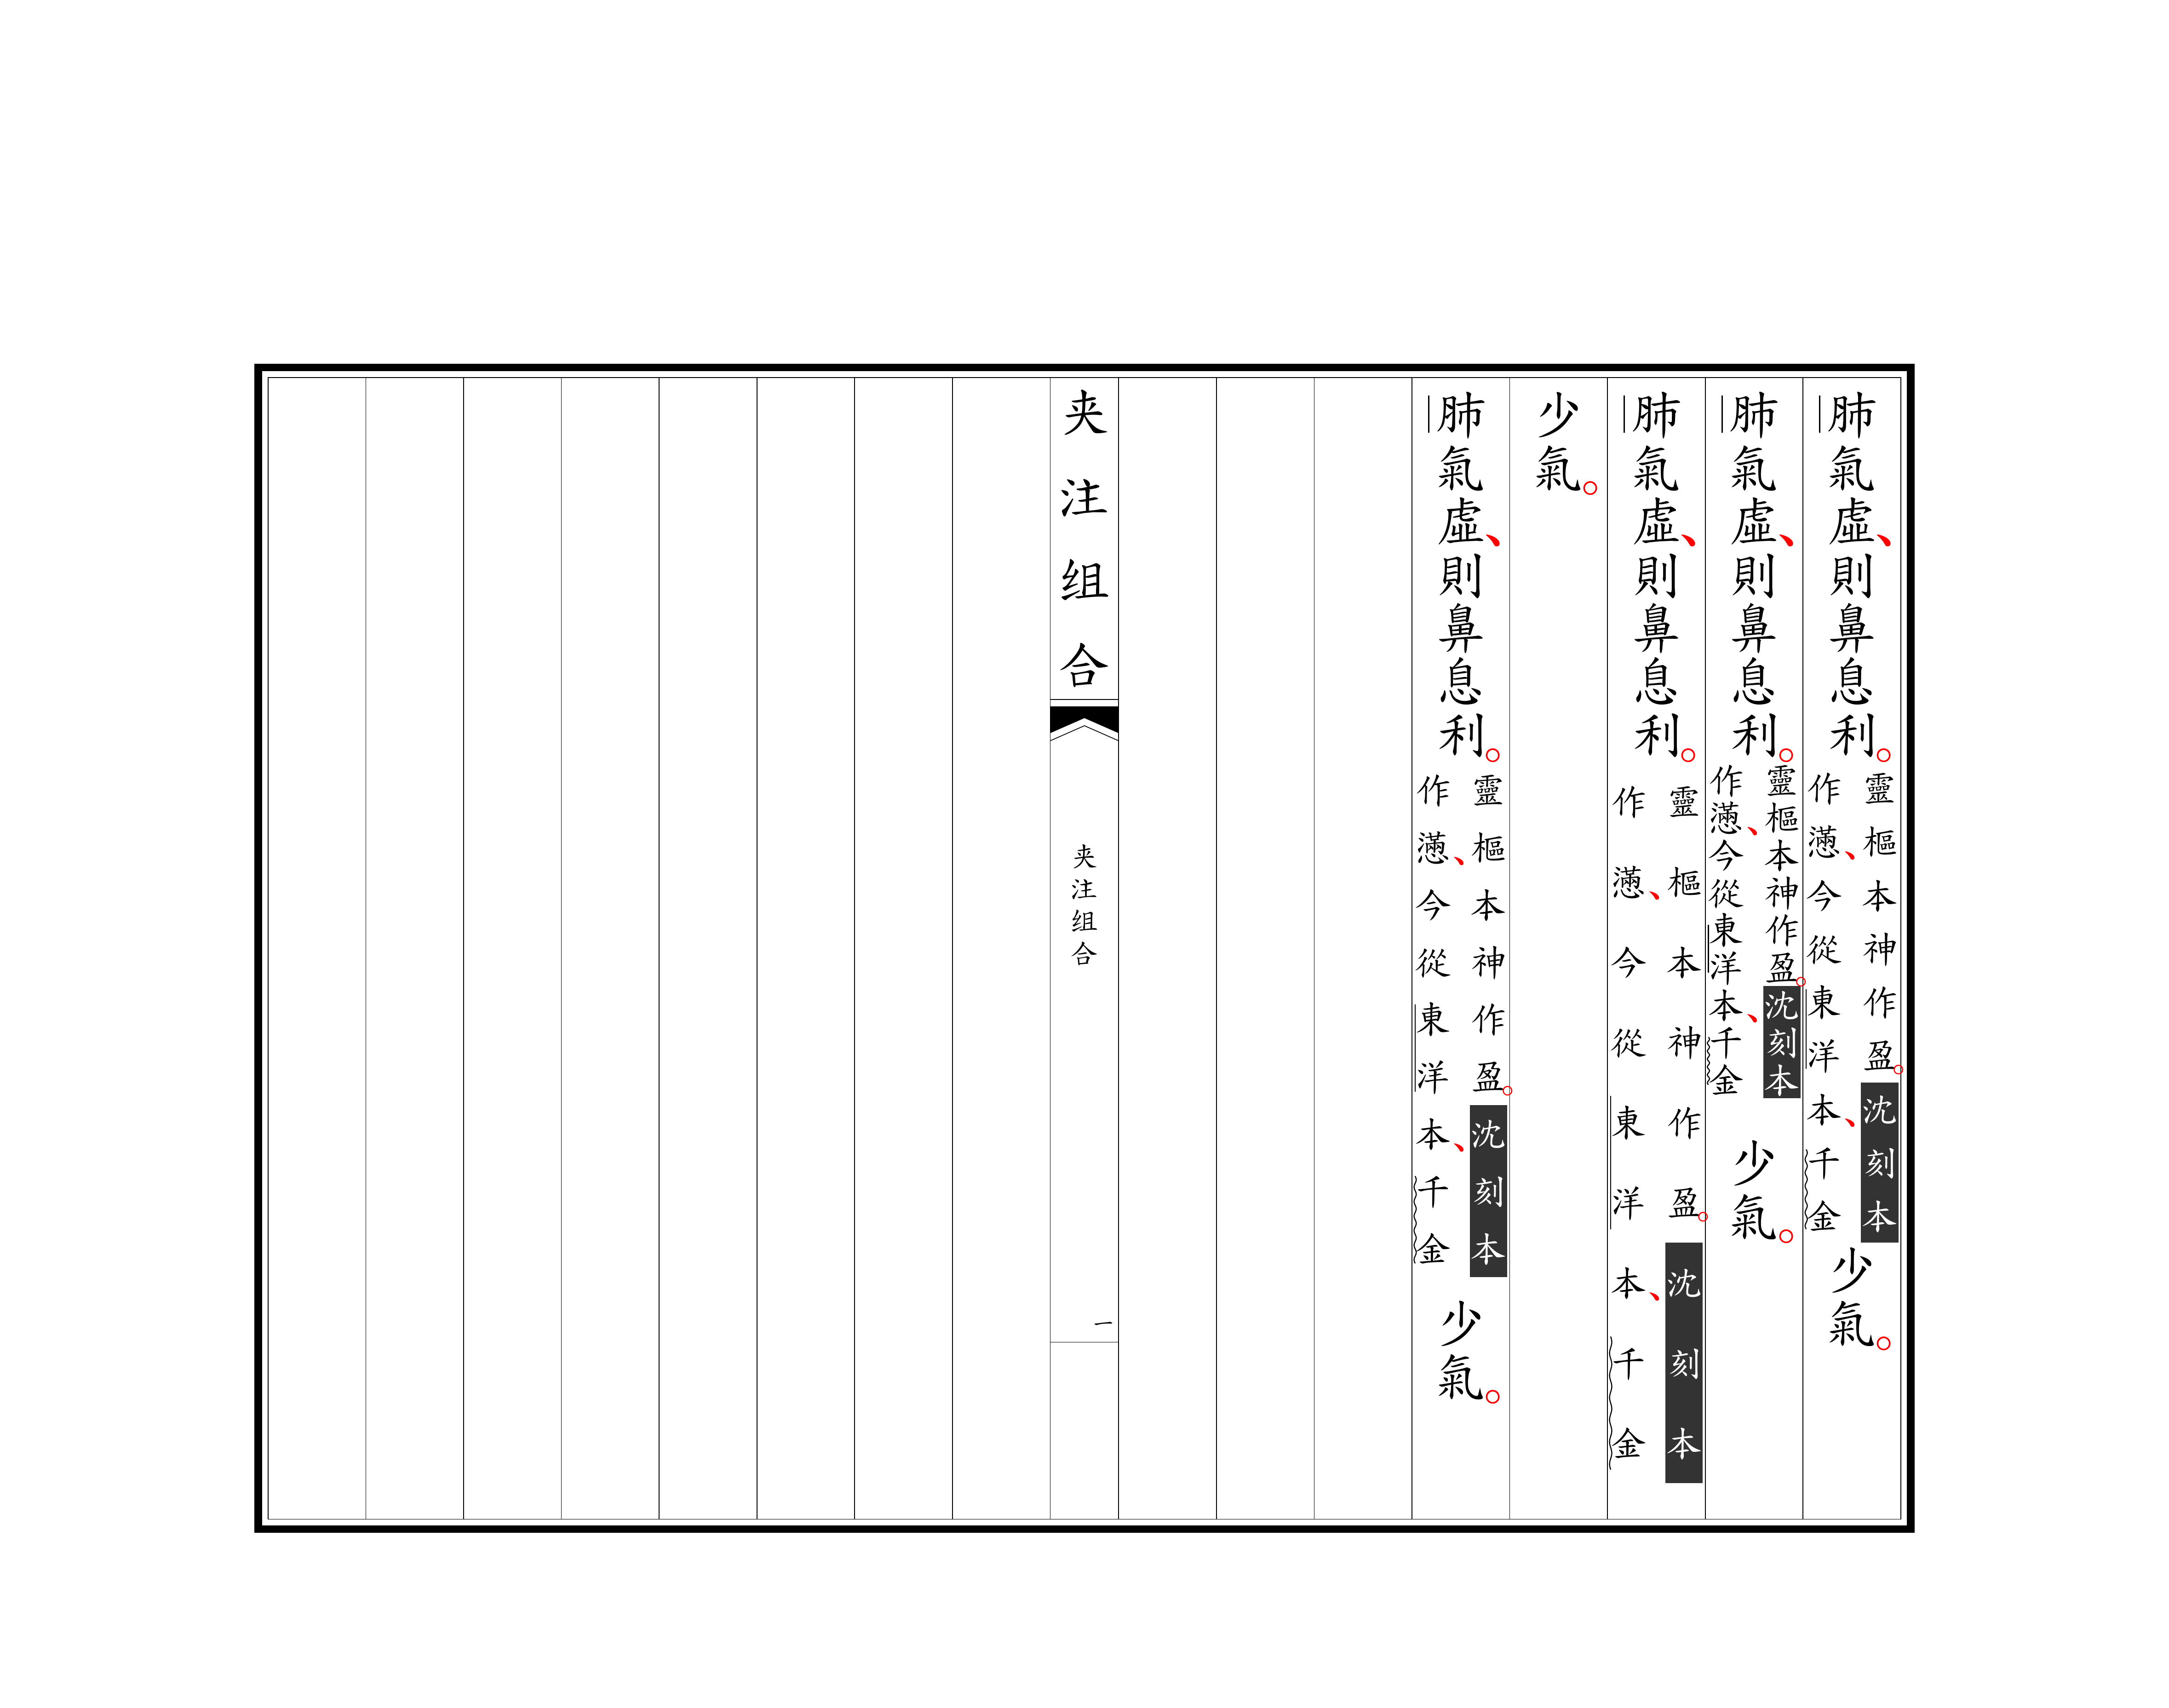 肺氣虛、則鼻息利。
靈樞本神作盈。沈刻本
作懣、今從東洋本、千金
少氣。
肺氣虛、則鼻息利。
靈樞本神作盈。沈刻本
作懣、今從東洋本、千金
少氣。
肺氣虛、則鼻息利。
靈樞本神作盈。沈刻本
作懣、今從東洋本、千金
少氣。
肺氣虛、則鼻息利。
靈樞本神作盈。沈刻本
作懣、今從東洋本、千金
少氣。
夹注组合
夹注组合
一